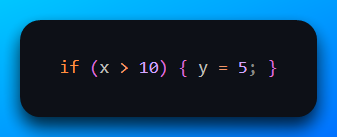 if (x > 10) { y = 5; }